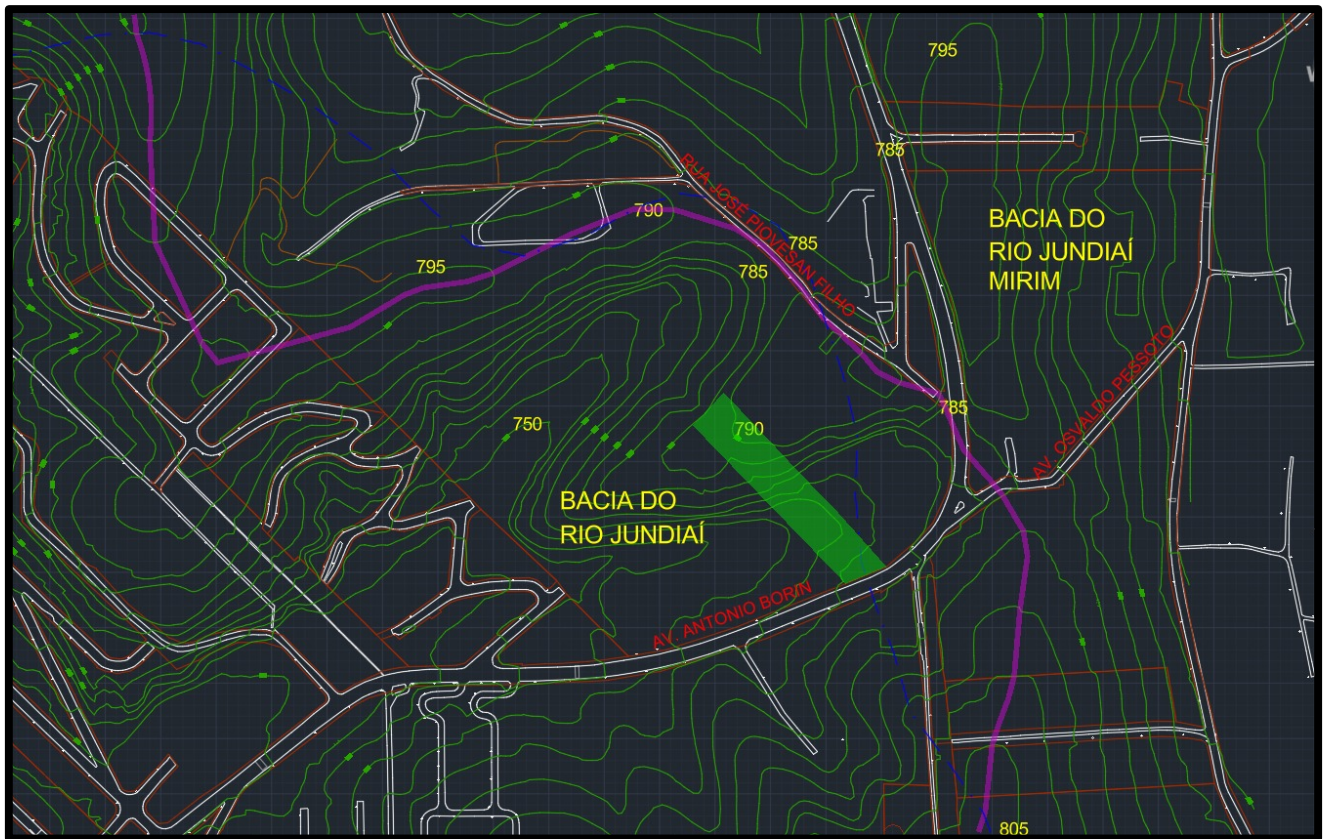 795
785
RUA JOSÉ PIOVESAN FILHO
790
785
785
795
BACIA DO
RIO JUNDIAÍ
MIRIM
AV. OSVALDO PESSOTO
785
750
790
BACIA DO
RIO JUNDIAÍ
AV. ANTONIO BORIN
805